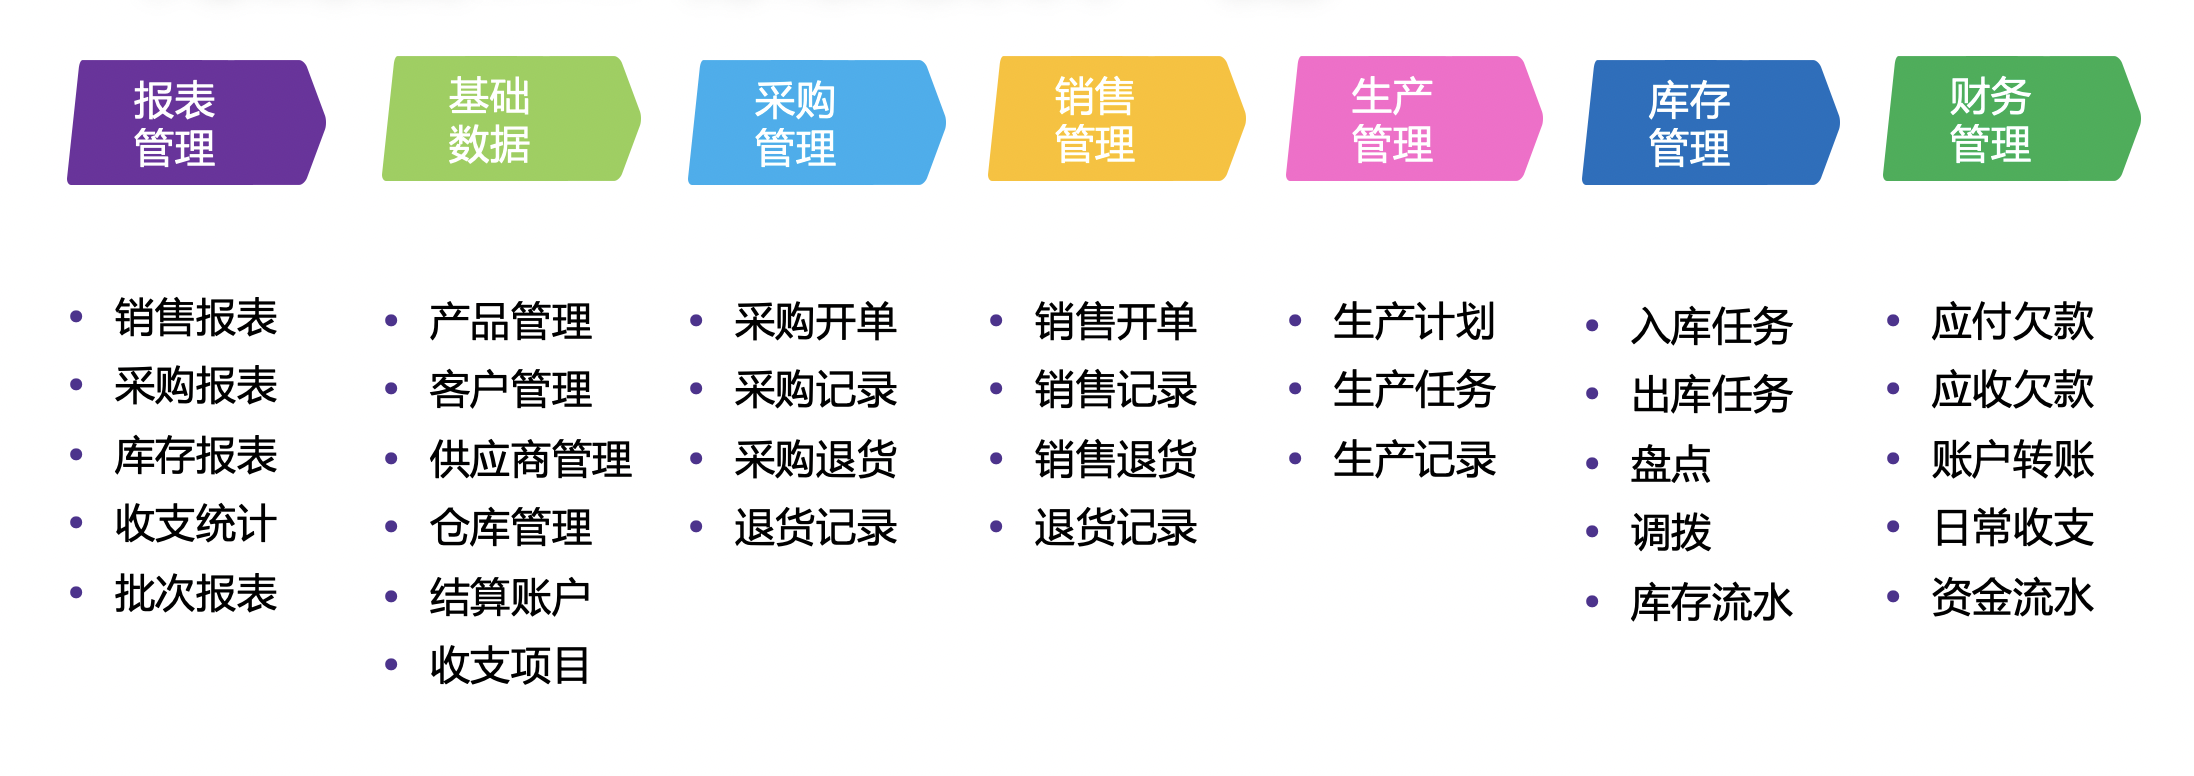 报表
管理
基础
数据
采购
管理
销售
管理
生产
管理
库存
管理
财务
管理
销售报表
采购报表
库存报表
收支统计
批次报表
产品管理
客户管理
供应商管理
仓库管理
结算账户
收支项目
采购开单
采购记录
采购退货
退货记录
销售开单
销售记录
销售退货
退货记录
生产计划
生产任务
生产记录
入库任务
出库任务
盘点
调拨
库存流水
应付欠款
应收欠款
账户转账
日常收支
资金流水